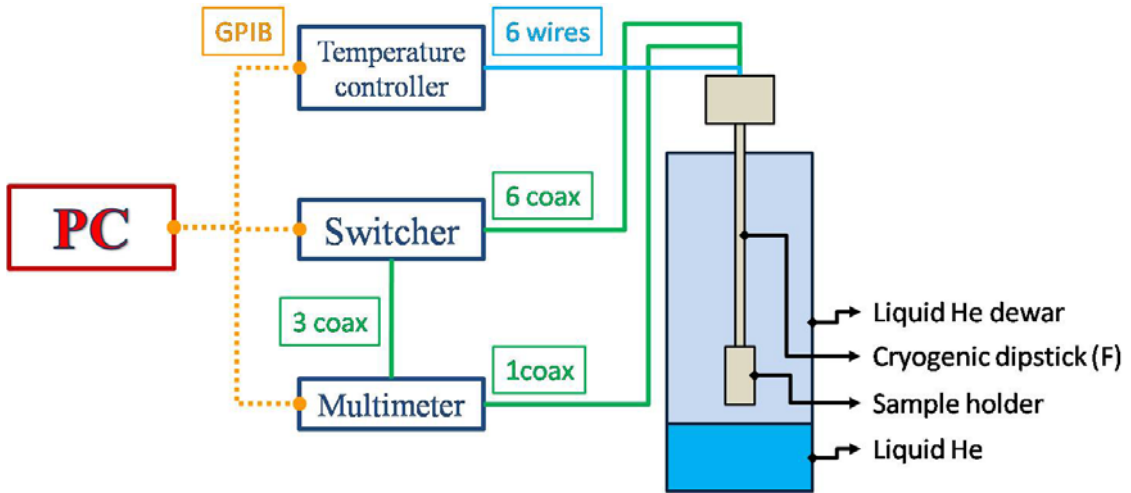 GPIB
Temperature
controller
6 wires
PC
Switcher
6 coax
3 coax
Multimeter
1coax
Liquid He dewar
Cryogenic dipstick (F)
Sample holder
Liquid He